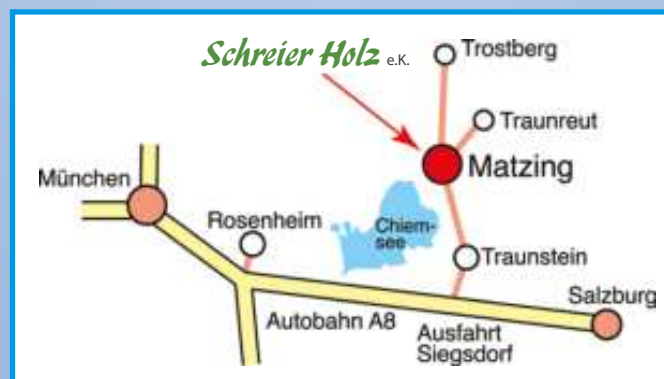 Schreier Holz e.K.
Trostberg
Traunreut
Matzing
München
Rosenheim
Chiem-
see
Traunstein
Salzburg
Autobahn A8
Ausfahrt
Siegsdorf